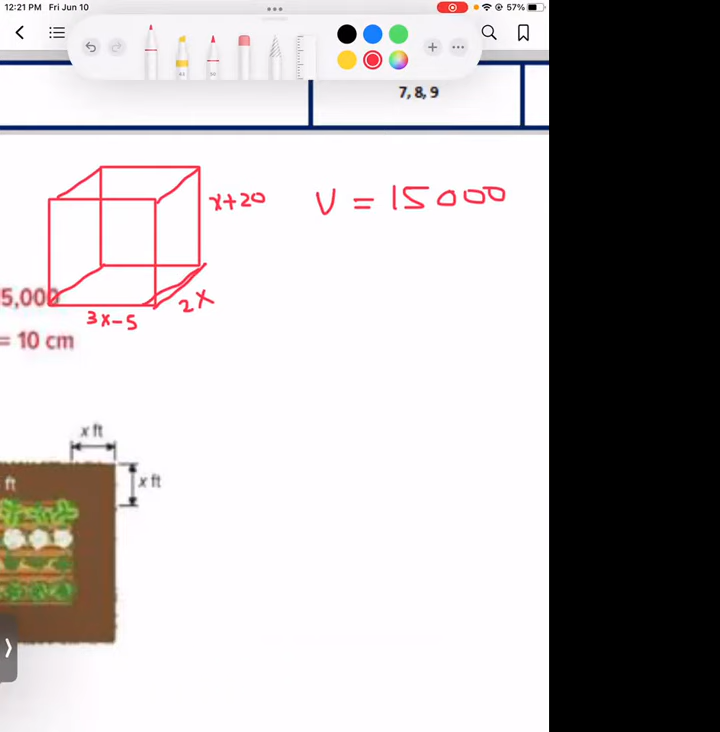 12:21 PM Fri Jun 10
57%
7, 8, 9
x+20
V = 15000
5,000
2x
3x-5
= 10 cm
x ft
x ft
ft